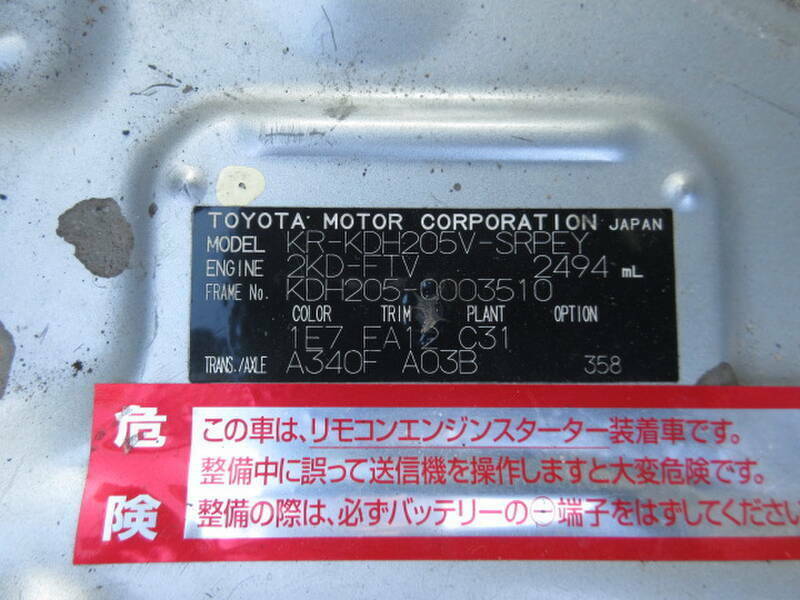 TOYOTA MOTOR CORPORATION JAPAN
MODEL KR-KDH205V-SRPEY
ENGINE 2KD-FTV 2494 mL
FRAME No. KDH205-0003510
COLOR TRIM PLANT OPTION
1E7 C31
TRANS./AXLE A340F A03B 358
危険
この車は、リモコンエンジンスターター装着車です。
整備中に誤って送信機を操作しますと大変危険です。
整備の際は、必ずバッテリーの⊖端子をはずしてください